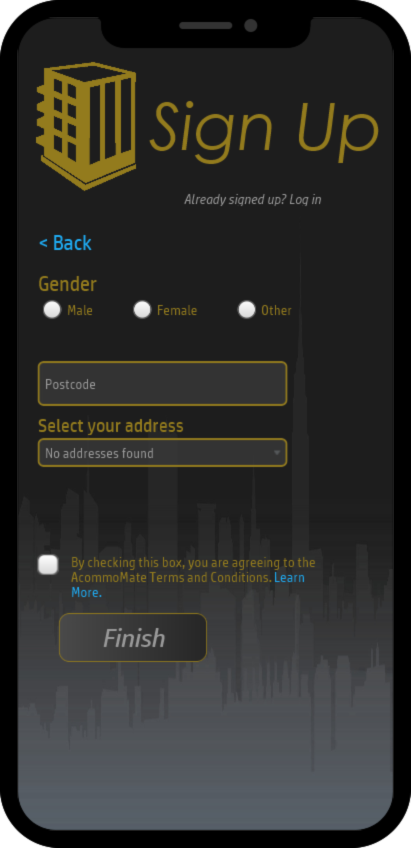 Sign Up
Already signed up? Log in
< Back
Gender
Male Female Other
Postcode
Select your address
No addresses found
By checking this box, you are agreeing to the
AcommoMate Terms and Conditions. Learn
More.
Finish